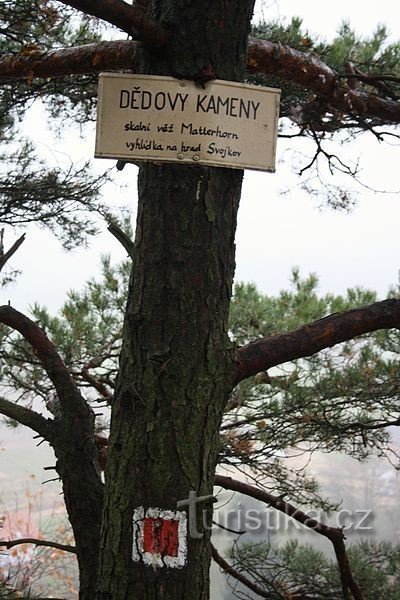 DĚDOVY KAMENY
skalní věž Matterhorn
vyhlídka na hrad Svojkov
turistika.cz